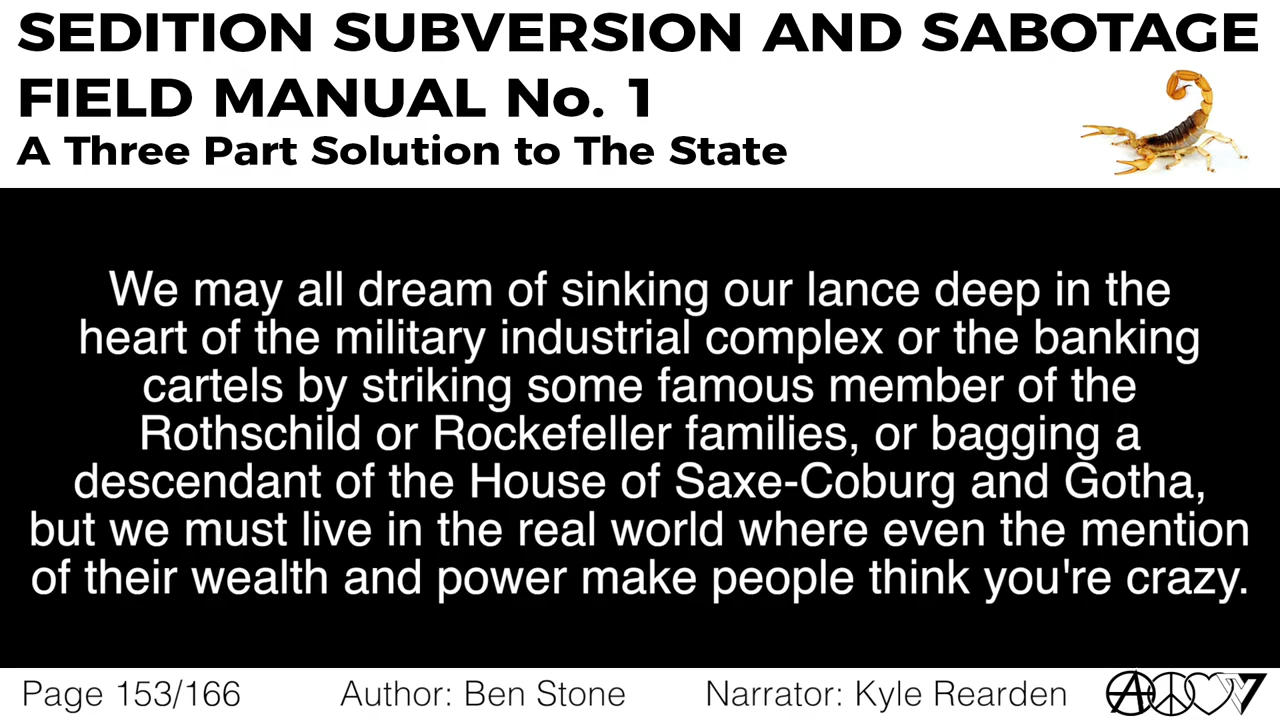 SEDITION SUBVERSION AND SABOTAGE
FIELD MANUAL No. 1
A Three Part Solution to The State
We may all dream of sinking our lance deep in the
heart of the military industrial complex or the banking
cartels by striking some famous member of the
Rothschild or Rockefeller families, or bagging a
descendant of the House of Saxe-Coburg and Gotha,
but we must live in the real world where even the mention
of their wealth and power make people think you're crazy.
Page 153/166 Author: Ben Stone Narrator: Kyle Rearden